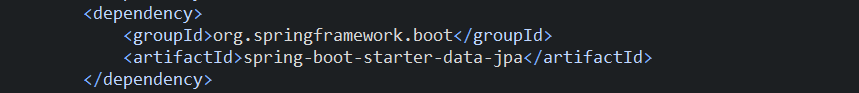 <dependency>
<groupId>org.springframework.boot</groupId>
<artifactId>spring-boot-starter-data-jpa</artifactId>
</dependency>